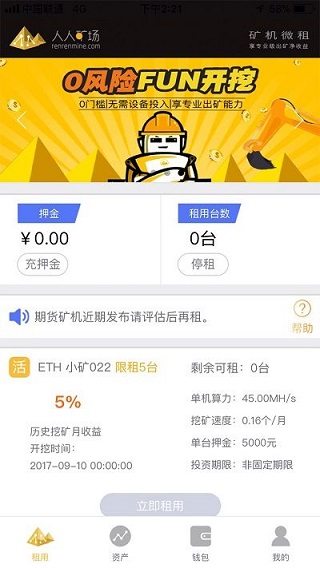 中国联通 4G 下午2:21
人人矿场
renrenmine.com
矿机微租
享专业级出矿净收益
0风险FUN开挖
0门槛|无需设备投入|享专业出矿能力
押金
¥0.00
充押金
租用台数
0台
停租
期货矿机近期发布请评估后再租。
帮助
活 ETH 小矿022 限租5台
剩余可租：0台
5%
历史挖矿月收益
开挖时间：
2017-09-10 00:00:00
单机算力：45.00MH/s
挖矿速度：0.16个/月
单台押金：5000元
投资期限：非固定期限
立即租用
租用
资产
钱包
我的